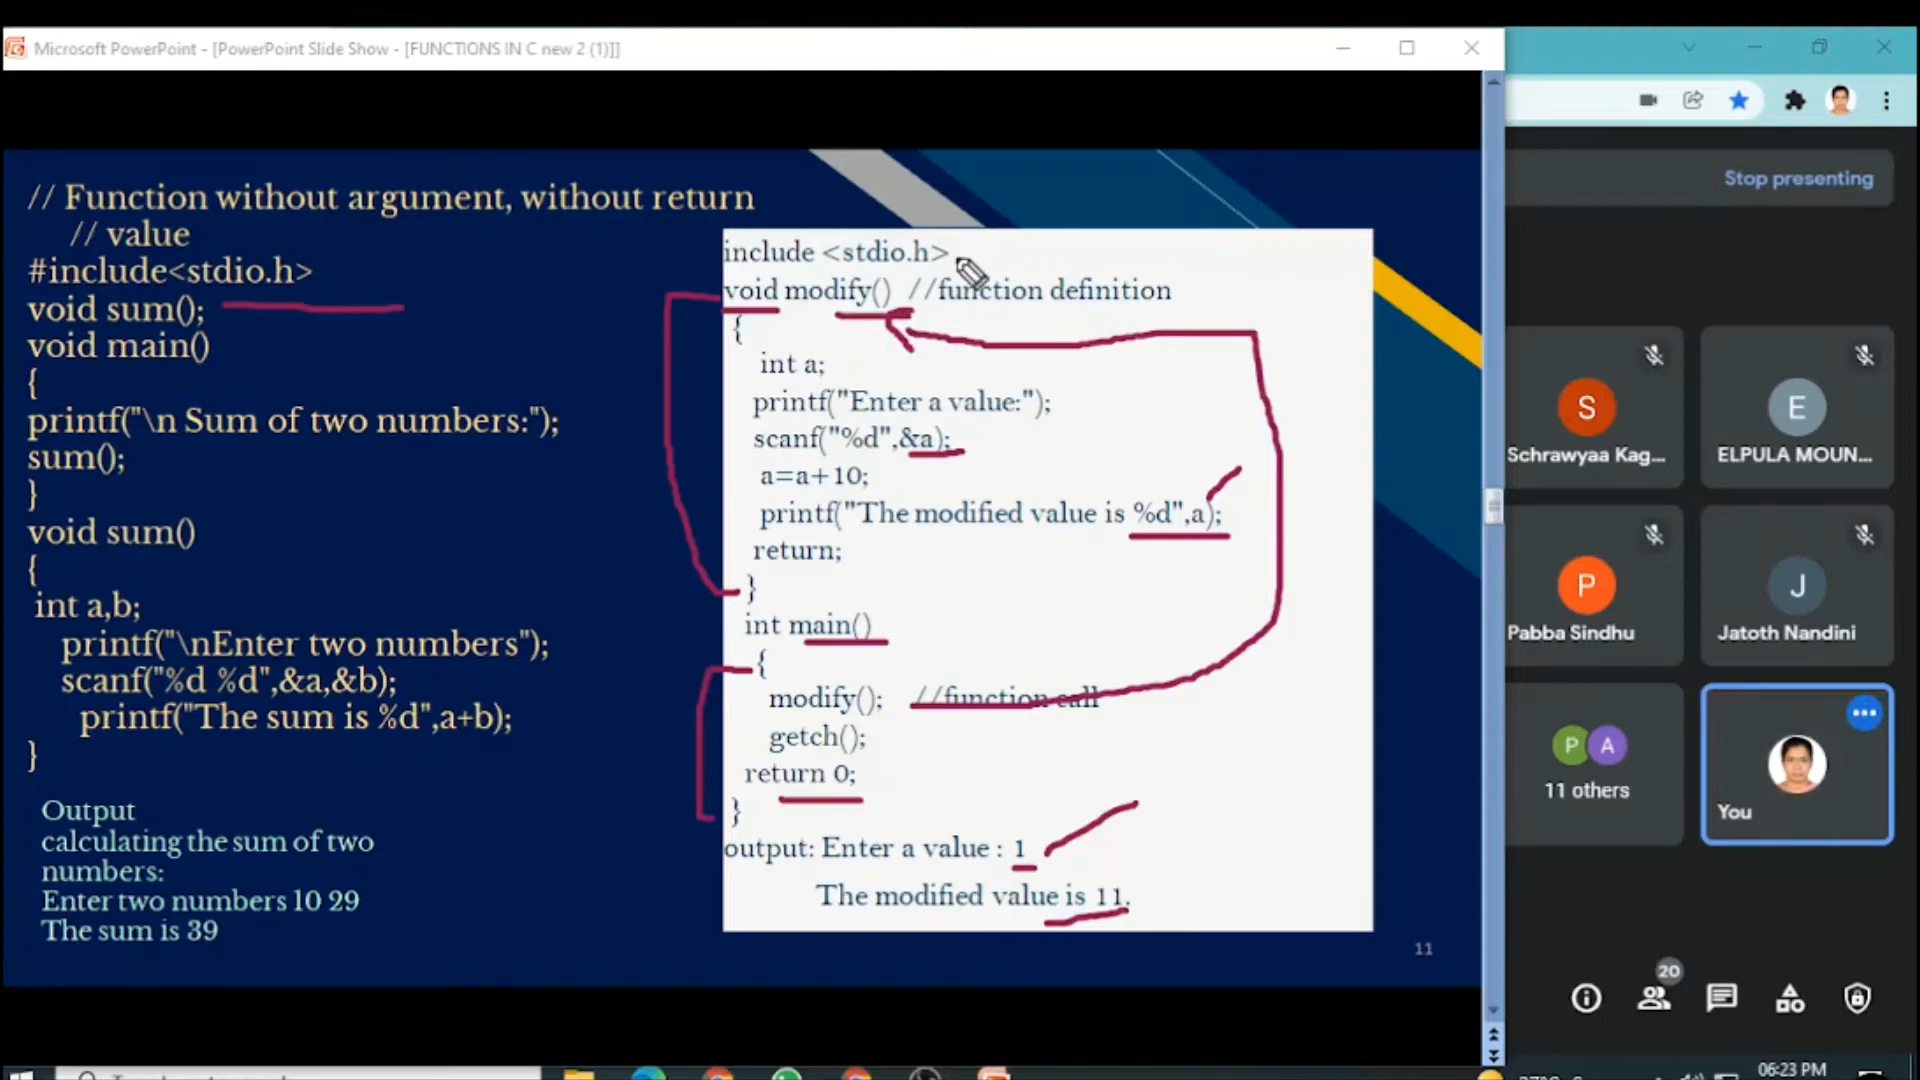 Microsoft PowerPoint - [PowerPoint Slide Show - [FUNCTIONS IN C new 2 (1)]]
// Function without argument, without return
// value
#include<stdio.h>
void sum();
void main()
{
printf("\n Sum of two numbers:");
sum();
}
void sum()
{
int a,b;
printf("\nEnter two numbers");
scanf("%d %d",&a,&b);
printf("The sum is %d",a+b);
}
Output
calculating the sum of two
numbers:
Enter two numbers 10 29
The sum is 39
include <stdio.h>
void modify() //function definition
{
int a;
printf("Enter a value:");
scanf("%d",&a);
a=a+10;
printf("The modified value is %d",a);
return;
}
int main()
{
modify(); //function call
getch();
return 0;
}
output: Enter a value : 1
The modified value is 11.
11
Stop presenting
S
Schrawyaa Kag...
E
ELPULA MOUN...
P
Pabba Sindhu
J
Jatoth Nandini
P A
11 others
You
20
06:23 PM